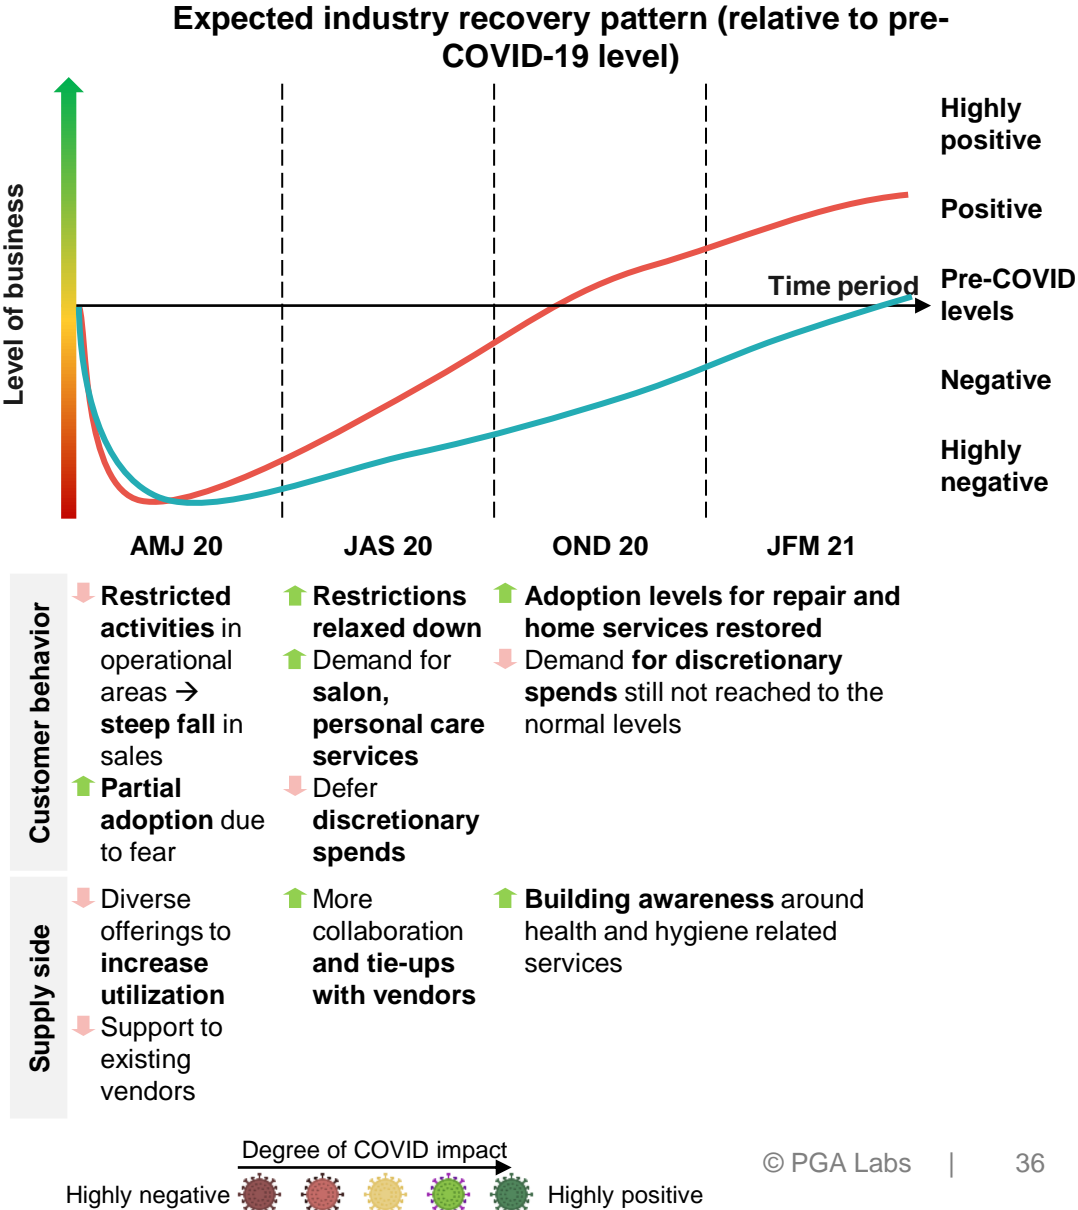 Expected industry recovery pattern (relative to pre-
COVID-19 level)
Level of business
Highly
positive
Positive
Time period
Pre-COVID
levels
Negative
Highly
negative
AMJ 20
JAS 20
OND 20
JFM 21
Customer behavior
Restricted
activities in
operational
areas →
steep fall in
sales
Partial
adoption due
to fear
Restrictions
relaxed down
Demand for
salon,
personal care
services
Defer
discretionary
spends
Adoption levels for repair and
home services restored
Demand for discretionary
spends still not reached to the
normal levels
Supply side
Diverse
offerings to
increase
utilization
Support to
existing
vendors
More
collaboration
and tie-ups
with vendors
Building awareness around
health and hygiene related
services
Degree of COVID impact
Highly negative
Highly positive
© PGA Labs | 36